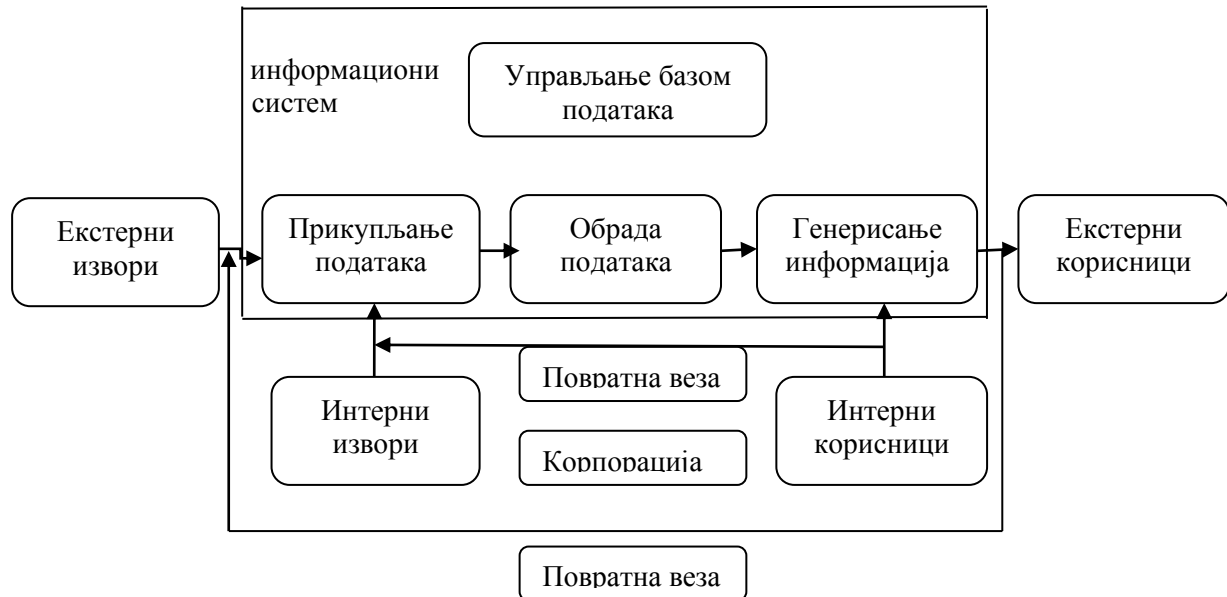 информациони
систем
Управљање базом
података
Екстерни
извори
Прикупљање
података
Обрада
података
Генерисање
информација
Екстерни
корисници
Повратна веза
Интерни
извори
Корпорација
Интерни
корисници
Повратна веза